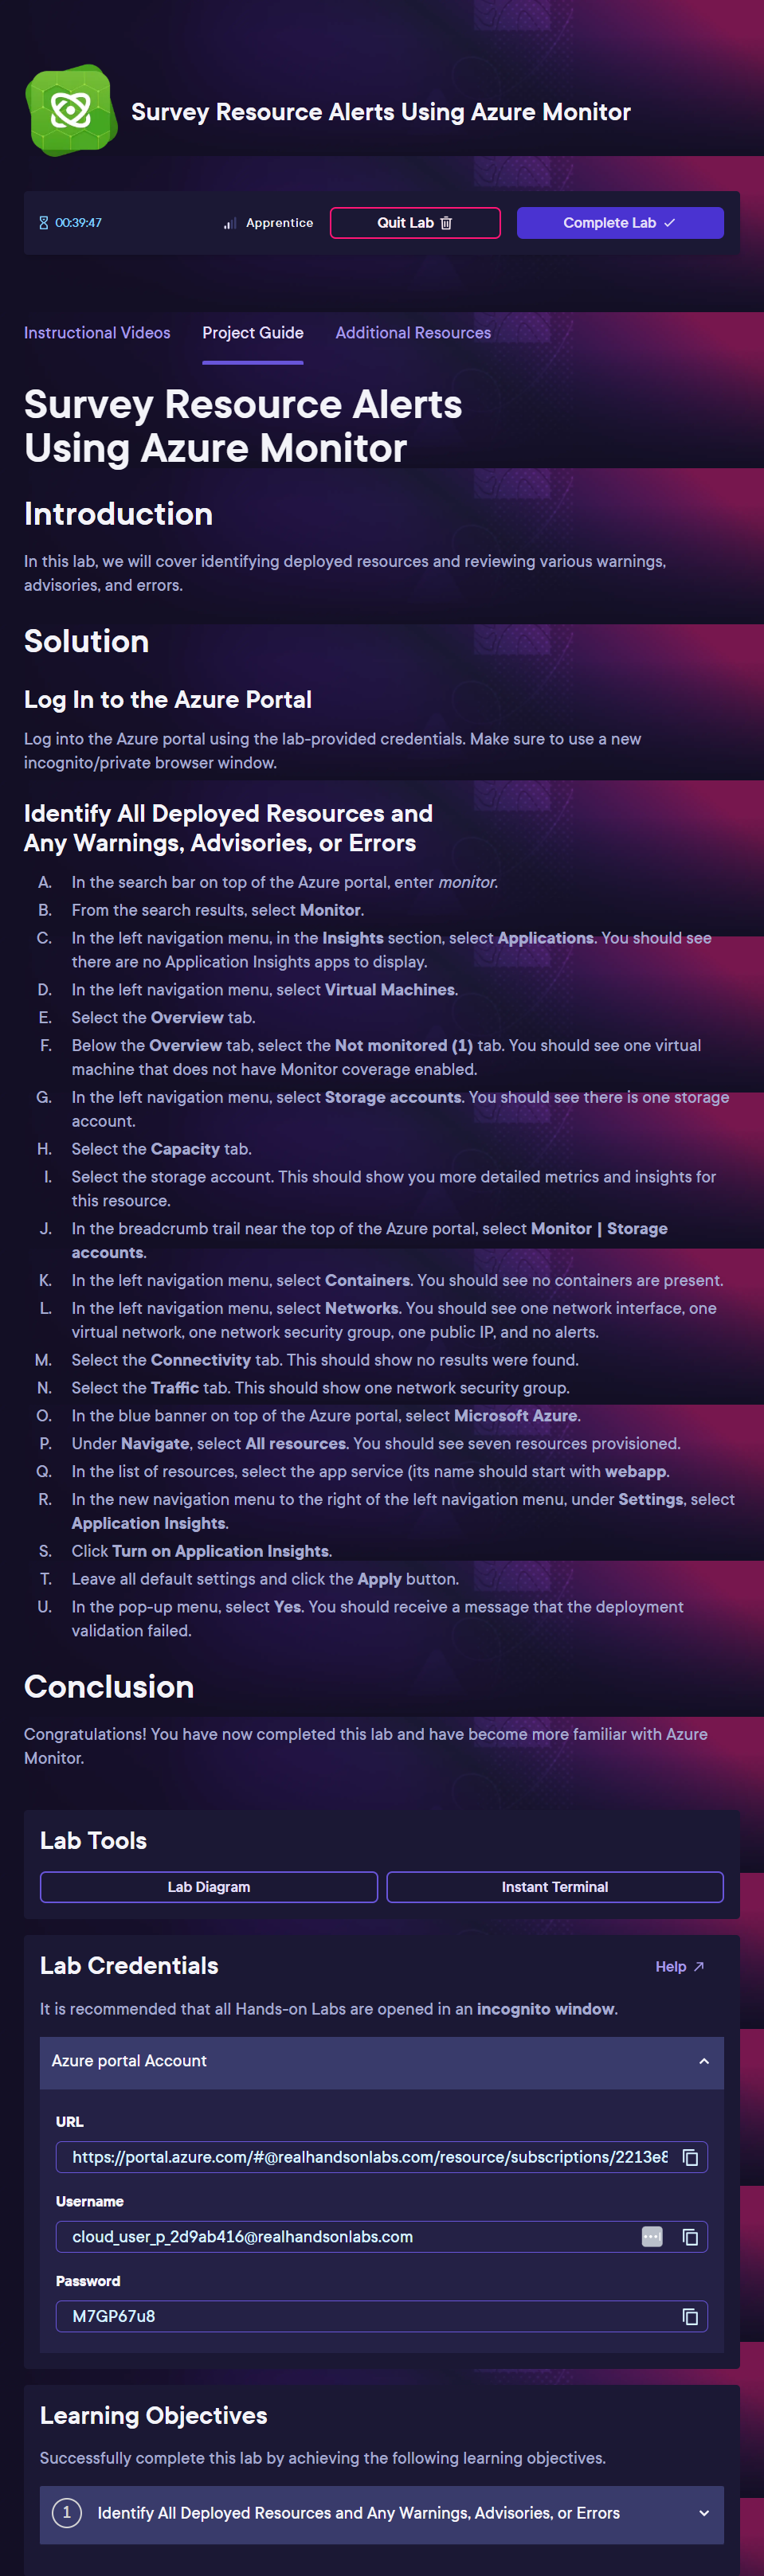 Survey Resource Alerts Using Azure Monitor
00:39:47
Apprentice
Quit Lab
Complete Lab
Instructional Videos
Project Guide
Additional Resources
Survey Resource Alerts
Using Azure Monitor
Introduction
In this lab, we will cover identifying deployed resources and reviewing various warnings,
advisories, and errors.
Solution
Log In to the Azure Portal
Log into the Azure portal using the lab-provided credentials. Make sure to use a new
incognito/private browser window.
Identify All Deployed Resources and
Any Warnings, Advisories, or Errors
A. In the search bar on top of the Azure portal, enter monitor.
B. From the search results, select Monitor.
C. In the left navigation menu, in the Insights section, select Applications. You should see
there are no Application Insights apps to display.
D. In the left navigation menu, select Virtual Machines.
E. Select the Overview tab.
F. Below the Overview tab, select the Not monitored (1) tab. You should see one virtual
machine that does not have Monitor coverage enabled.
G. In the left navigation menu, select Storage accounts. You should see there is one storage
account.
H. Select the Capacity tab.
I. Select the storage account. This should show you more detailed metrics and insights for
this resource.
J. In the breadcrumb trail near the top of the Azure portal, select Monitor | Storage
accounts.
K. In the left navigation menu, select Containers. You should see no containers are present.
L. In the left navigation menu, select Networks. You should see one network interface, one
virtual network, one network security group, one public IP, and no alerts.
M. Select the Connectivity tab. This should show no results were found.
N. Select the Traffic tab. This should show one network security group.
O. In the blue banner on top of the Azure portal, select Microsoft Azure.
P. Under Navigate, select All resources. You should see seven resources provisioned.
Q. In the list of resources, select the app service (its name should start with webapp.
R. In the new navigation menu to the right of the left navigation menu, under Settings, select
Application Insights.
S. Click Turn on Application Insights.
T. Leave all default settings and click the Apply button.
U. In the pop-up menu, select Yes. You should receive a message that the deployment
validation failed.
Conclusion
Congratulations! You have now completed this lab and have become more familiar with Azure
Monitor.
Lab Tools
Lab Diagram
Instant Terminal
Lab Credentials
Help
It is recommended that all Hands-on Labs are opened in an incognito window.
Azure portal Account
URL
https://portal.azure.com/#@realhandsonlabs.com/resource/subscriptions/2213e8
Username
cloud_user_p_2d9ab416@realhandsonlabs.com
Password
M7GP67u8
Learning Objectives
Successfully complete this lab by achieving the following learning objectives.
1 Identify All Deployed Resources and Any Warnings, Advisories, or Errors